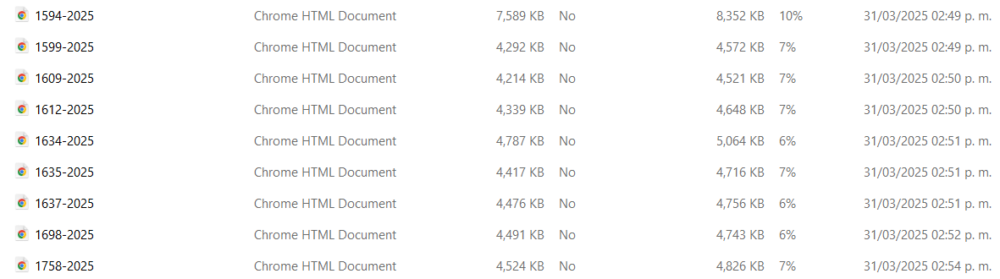 1594-2025 Chrome HTML Document 7,589 KB No 8,352 KB 10% 31/03/2025 02:49 p. m.
1599-2025 Chrome HTML Document 4,292 KB No 4,572 KB 7% 31/03/2025 02:49 p. m.
1609-2025 Chrome HTML Document 4,214 KB No 4,521 KB 7% 31/03/2025 02:50 p. m.
1612-2025 Chrome HTML Document 4,339 KB No 4,648 KB 7% 31/03/2025 02:50 p. m.
1634-2025 Chrome HTML Document 4,787 KB No 5,064 KB 6% 31/03/2025 02:51 p. m.
1635-2025 Chrome HTML Document 4,417 KB No 4,716 KB 7% 31/03/2025 02:51 p. m.
1637-2025 Chrome HTML Document 4,476 KB No 4,756 KB 6% 31/03/2025 02:51 p. m.
1698-2025 Chrome HTML Document 4,491 KB No 4,743 KB 6% 31/03/2025 02:52 p. m.
1758-2025 Chrome HTML Document 4,524 KB No 4,826 KB 7% 31/03/2025 02:54 p. m.